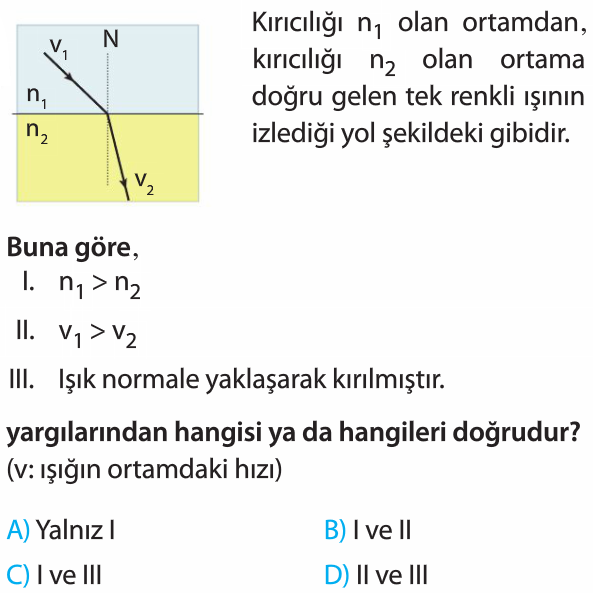 v₁ N
n₁
n₂
v₂
Kırıcılığı n₁ olan ortamdan,
kırıcılığı n₂ olan ortama
doğru gelen tek renkli ışının
izlediği yol şekildeki gibidir.
Buna göre,
I. n₁ > n₂
II. v₁ > v₂
III. Işık normale yaklaşarak kırılmıştır.
yargılarından hangisi ya da hangileri doğrudur?
(v: ışığın ortamdaki hızı)
A) Yalnız I B) I ve II
C) I ve III D) II ve III